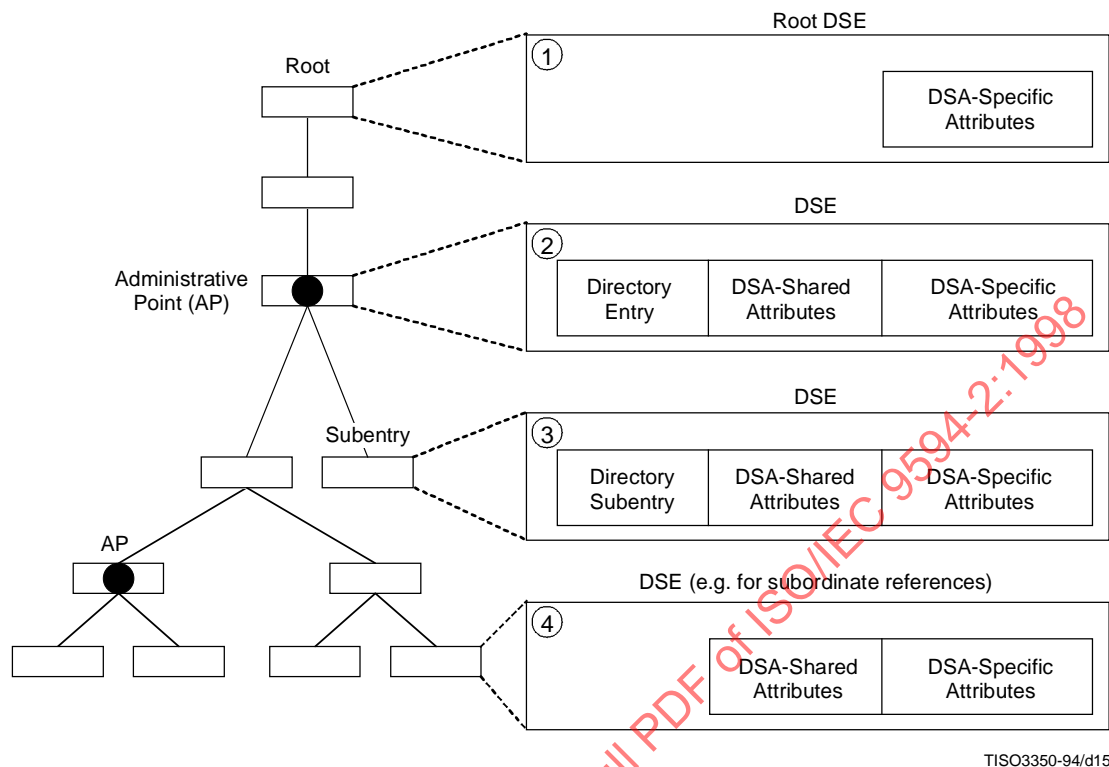 Root DSE
1
Root
DSA-Specific
Attributes
DSE
2
Administrative
Point (AP)
Directory
Entry
DSA-Shared
Attributes
DSA-Specific
Attributes
DSE
3
Subentry
Directory
Subentry
DSA-Shared
Attributes
DSA-Specific
Attributes
AP
DSE (e.g. for subordinate references)
4
DSA-Shared
Attributes
DSA-Specific
Attributes
PDF of ISO/IEC 9594-2:1998
TISO3350-94/d15